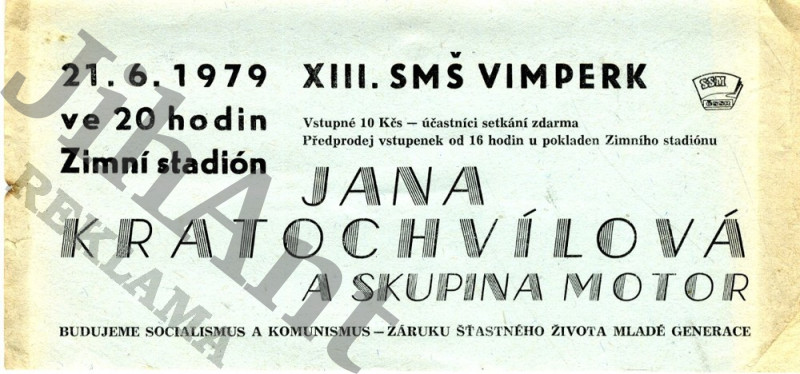 21. 6. 1979
ve 20 hodin
Zimní stadión
XIII. SMŠ VIMPERK
SSM
Vstupné 10 Kčs — účastníci setkání zdarma
Předprodej vstupenek od 16 hodin u pokladen Zimního stadiónu
JANA
KRATOCHVÍLOVÁ
A SKUPINA MOTOR
BUDUJEME SOCIALISMUS A KOMUNISMUS — ZÁRUKU ŠŤASTNÉHO ŽIVOTA MLADÉ GENERACE
JihAnt
REKLAMA